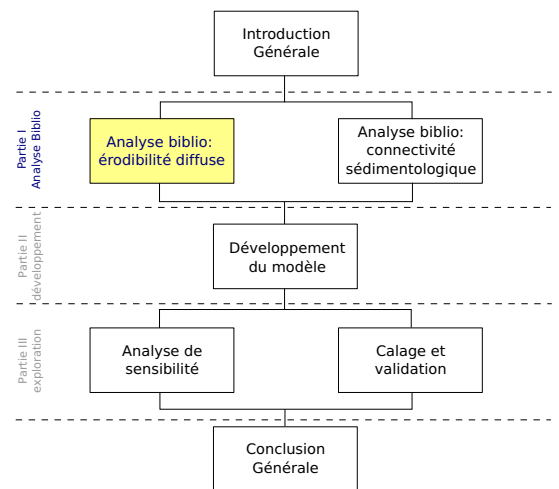 Introduction
Générale
Partie I
Analyse Biblio
Analyse biblio:
érodibilité diffuse
Analyse biblio:
connectivité
sédimentologique
Partie II
développement
Développement
du modèle
Partie III
exploration
Analyse de
sensibilité
Calage et
validation
Conclusion
Générale